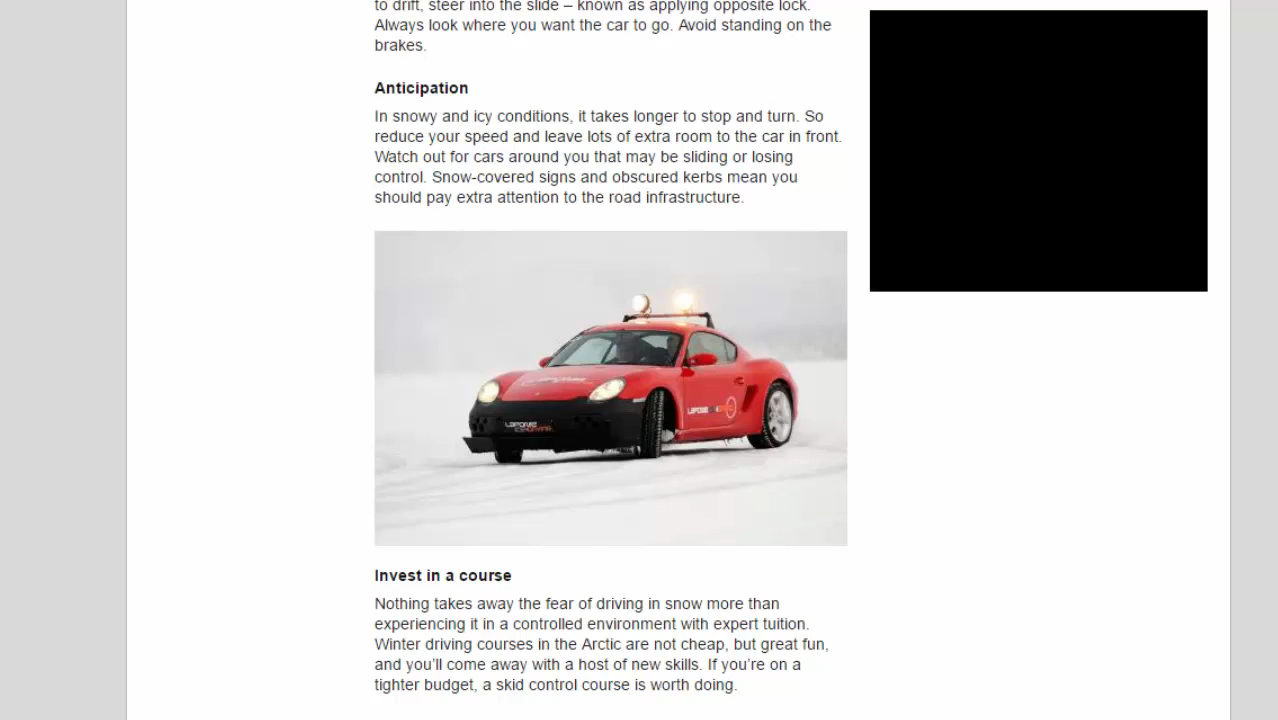 to drift, steer into the slide – known as applying opposite lock.
Always look where you want the car to go. Avoid standing on the
brakes.
Anticipation
In snowy and icy conditions, it takes longer to stop and turn. So
reduce your speed and leave lots of extra room to the car in front.
Watch out for cars around you that may be sliding or losing
control. Snow-covered signs and obscured kerbs mean you
should pay extra attention to the road infrastructure.
LAPONIE
LAPONIE
Invest in a course
Nothing takes away the fear of driving in snow more than
experiencing it in a controlled environment with expert tuition.
Winter driving courses in the Arctic are not cheap, but great fun,
and you’ll come away with a host of new skills. If you’re on a
tighter budget, a skid control course is worth doing.